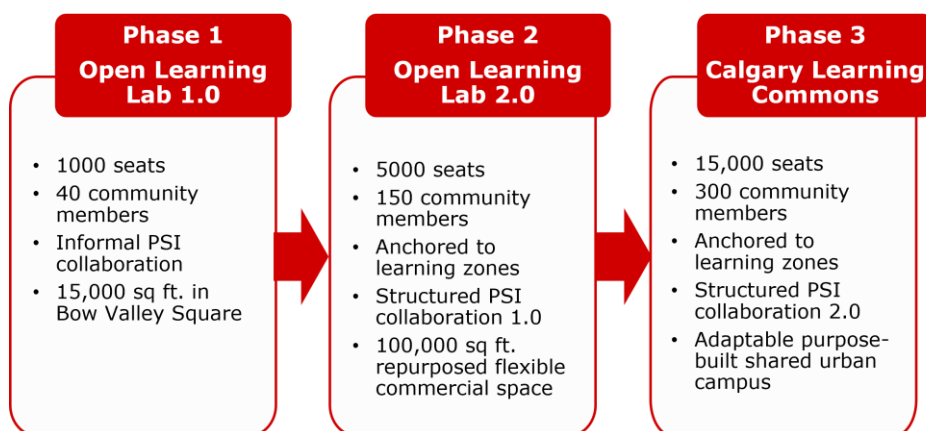 Phase 1
Open Learning
Lab 1.0
• 1000 seats
• 40 community
members
• Informal PSI
collaboration
• 15,000 sq ft. in
Bow Valley Square
Phase 2
Open Learning
Lab 2.0
• 5000 seats
• 150 community
members
• Anchored to
learning zones
• Structured PSI
collaboration 1.0
• 100,000 sq ft.
repurposed flexible
commercial space
Phase 3
Calgary Learning
Commons
• 15,000 seats
• 300 community
members
• Anchored to
learning zones
• Structured PSI
collaboration 2.0
• Adaptable purpose-
built shared urban
campus